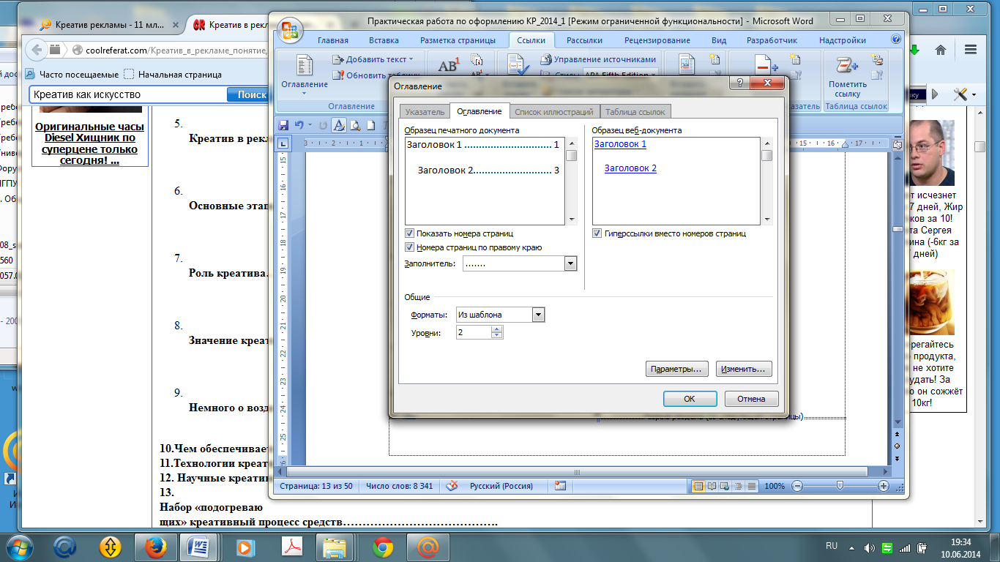 Креатив рекламы - 11 мл...
Креатив в рекл
coolreferat.com/Креатив_в_рекламе_понятие,
Часто посещаемые
Начальная страница
Креатив как искусство
Поиск
Оригинальные часы
Diesel Хищник по
суперцене только
сегодня! ...
5.
Креатив в рекл
6.
Основные этап
7.
Роль креатива.
8.
Значение креат
9.
Немного о возд
10.Чем обеспечивает
11.Технологии креат
12. Научные креатив
13.
Набор «подогреваю
щих» креативный процесс средств………………………………….
Практическая работа по оформлению КР_2014_1 [Режим ограниченной функциональности] - Microsoft Word
Главная
Вставка
Разметка страницы
Ссылки
Рассылки
Рецензирование
Вид
Разработчик
Надстройки
Оглавление
Добавить текст
Обновить таблицу
AB¹
Управление источниками
APA Fifth Edition
Пометить
ссылку
Оглавление
Таблица ссылок
Оглавление
Указатель
Оглавление
Список иллюстраций
Таблица ссылок
Образец печатного документа
Заголовок 1 ............................ 1
Заголовок 2.......................... 3
Образец веб-документа
Заголовок 1
Заголовок 2
Показать номера страниц
Номера страниц по правому краю
Заполнитель:
.......
Гиперссылки вместо номеров страниц
Общие
Форматы:
Из шаблона
Уровни:
2
Параметры...
Изменить...
ОК
Отмена
Страница: 13 из 50
Число слов: 8 341
Русский (Россия)
100%
т исчезнет
7 дней, Жир
ков за 10!
та Сергея
ина (-6кг за
дней)
регайтесь
продукта,
не хотите
удать! За
о он сожжёт
10кг!
RU
19:34
10.06.2014